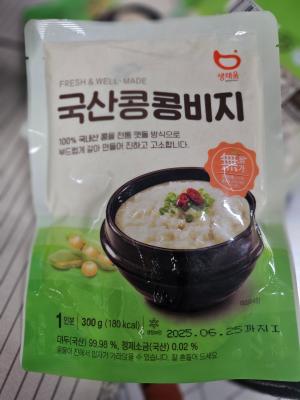 생채움
FRESH & WELL-MADE
국산콩콩비지
100% 국내산 콩을 전통 맷돌 방식으로
부드럽게 갈아 만들어 진하고 고소합니다.
無
1인분
300 g (180 kcal)
2025.06.25까지
대두(국산) 99.98 %, 정제소금(국산) 0.02 %